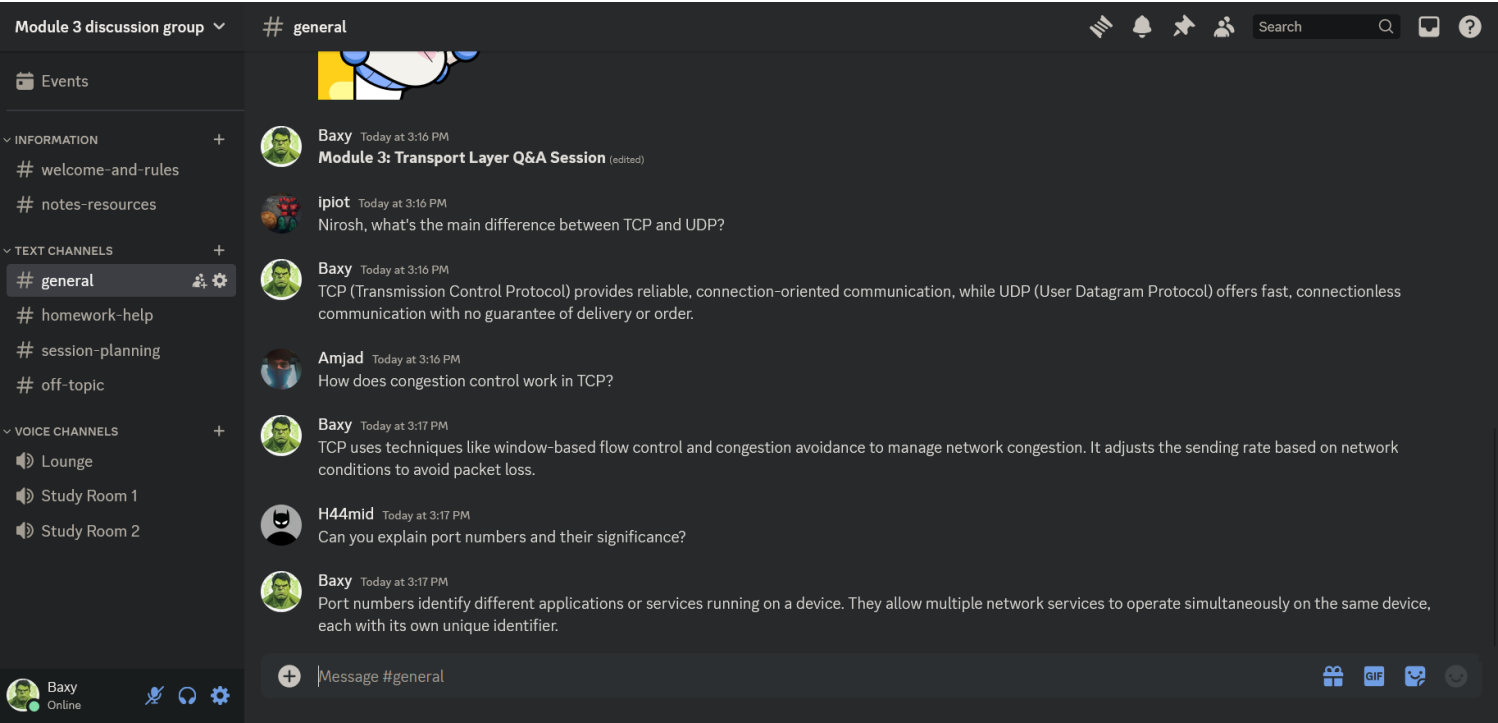 Module 3 discussion group
Events
INFORMATION
welcome-and-rules
notes-resources
TEXT CHANNELS
general
homework-help
session-planning
off-topic
VOICE CHANNELS
Lounge
Study Room 1
Study Room 2
Baxy
Online
general
Search
Baxy Today at 3:16 PM
Module 3: Transport Layer Q&A Session (edited)
ipiot Today at 3:16 PM
Nirosh, what's the main difference between TCP and UDP?
Baxy Today at 3:16 PM
TCP (Transmission Control Protocol) provides reliable, connection-oriented communication, while UDP (User Datagram Protocol) offers fast, connectionless
communication with no guarantee of delivery or order.
Amjad Today at 3:16 PM
How does congestion control work in TCP?
Baxy Today at 3:17 PM
TCP uses techniques like window-based flow control and congestion avoidance to manage network congestion. It adjusts the sending rate based on network
conditions to avoid packet loss.
H44mid Today at 3:17 PM
Can you explain port numbers and their significance?
Baxy Today at 3:17 PM
Port numbers identify different applications or services running on a device. They allow multiple network services to operate simultaneously on the same device,
each with its own unique identifier.
Message #general
GIF